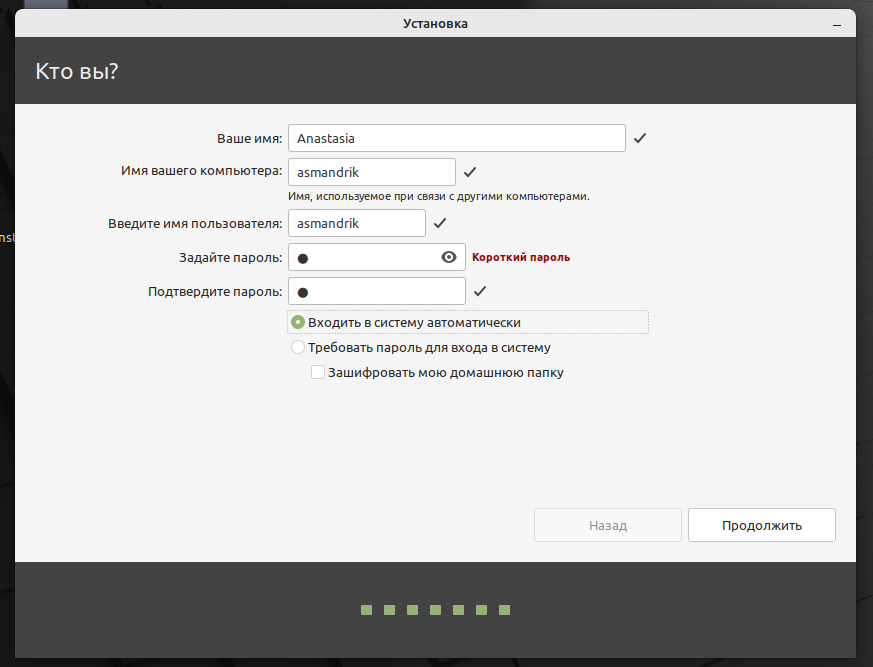 Установка
Кто вы?
Ваше имя: Anastasia
Имя вашего компьютера: asmandrik
Имя, используемое при связи с другими компьютерами.
Введите имя пользователя: asmandrik
Задайте пароль: ● Короткий пароль
Подтвердите пароль: ●
Входить в систему автоматически
Требовать пароль для входа в систему
Зашифровать мою домашнюю папку
Назад Продолжить